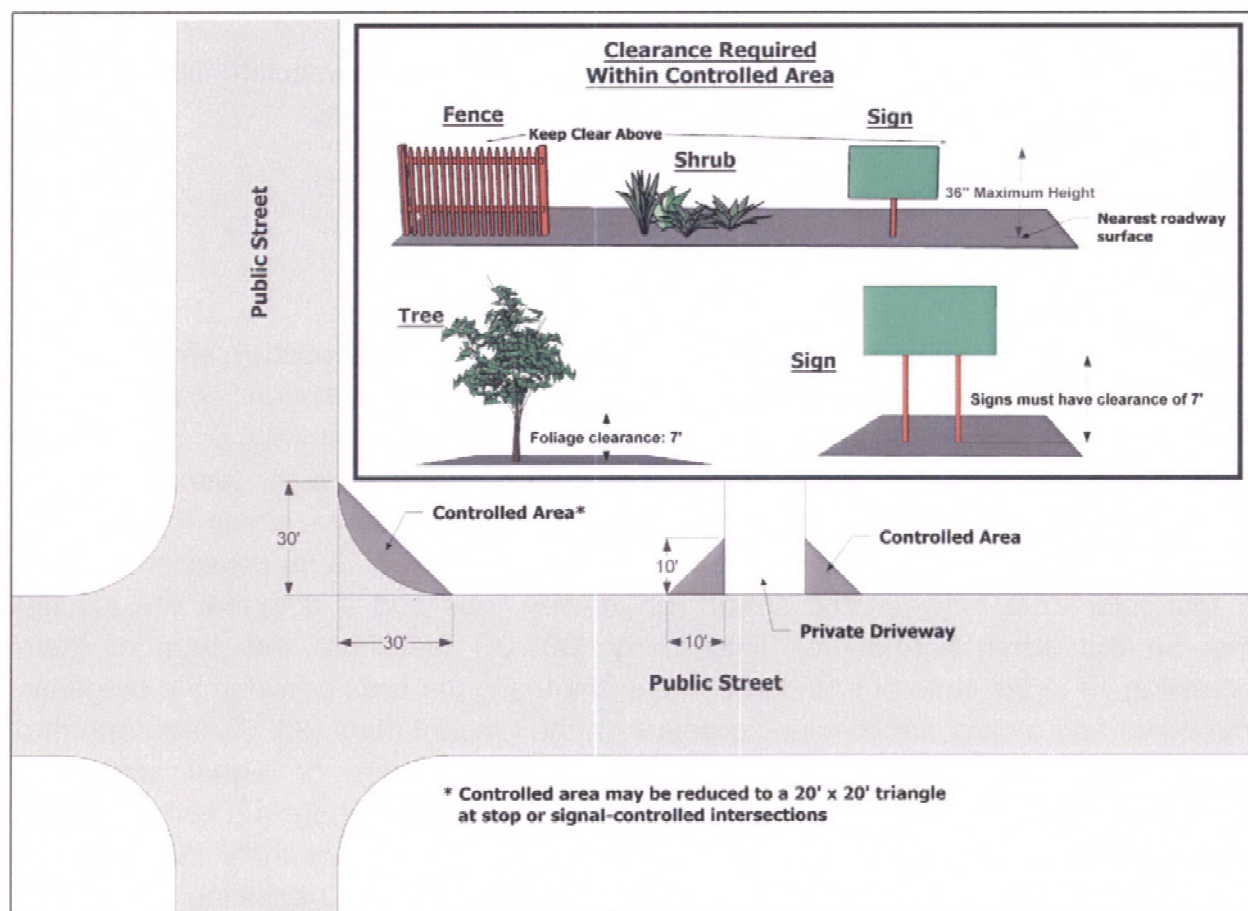 Clearance Required
Within Controlled Area
Fence
Keep Clear Above
Sign
Shrub
36" Maximum Height
Nearest roadway
surface
Public Street
Tree
Sign
Foliage clearance: 7'
Signs must have clearance of 7'
30'
Controlled Area*
10'
Controlled Area
30'
10'
Private Driveway
Public Street
* Controlled area may be reduced to a 20' x 20' triangle
at stop or signal-controlled intersections